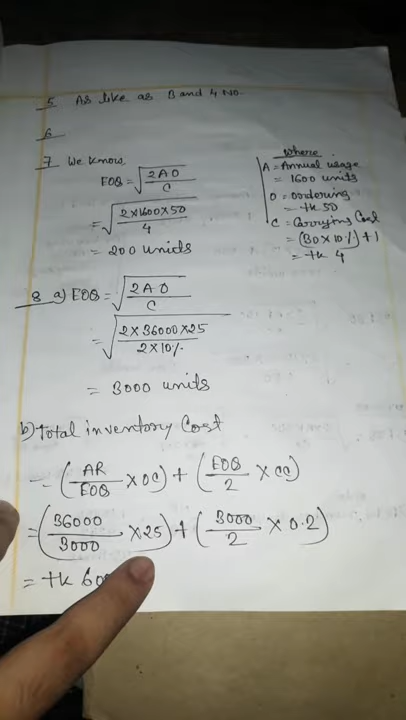 5 As like as 3 and 4 No.
6
7 We know,
EOQ = √(2AO/C)
= √(2×1600×50/4)
= 200 units
where
A = Annual usage
= 1600 units
O = ordering
= tk 50
C = Carrying Cost
= (30×10%)+1
= tk 4
8 a) EOQ = √(2AO/C)
= √(2×36000×25/2×10%)
= 3000 units
b) Total inventory Cost
= (AR/EOQ × OC) + (EOQ/2 × CC)
= (36000/3000 × 25) + (3000/2 × 0.2)
= tk 60